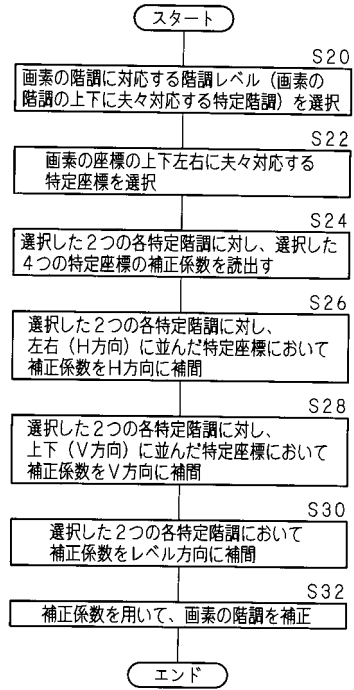 スタート
S20
画素の階調に対応する階調レベル（画素の
階調の上下に夫々対応する特定階調）を選択
S22
画素の座標の上下左右に夫々対応する
特定座標を選択
S24
選択した２つの各特定階調に対し、選択した
４つの特定座標の補正係数を読出す
S26
選択した２つの各特定階調に対し、
左右（Ｈ方向）に並んだ特定座標において
補正係数をＨ方向に補間
S28
選択した２つの各特定階調に対し、
上下（Ｖ方向）に並んだ特定座標において
補正係数をＶ方向に補間
S30
選択した２つの各特定階調において
補正係数をレベル方向に補間
S32
補正係数を用いて、画素の階調を補正
エンド